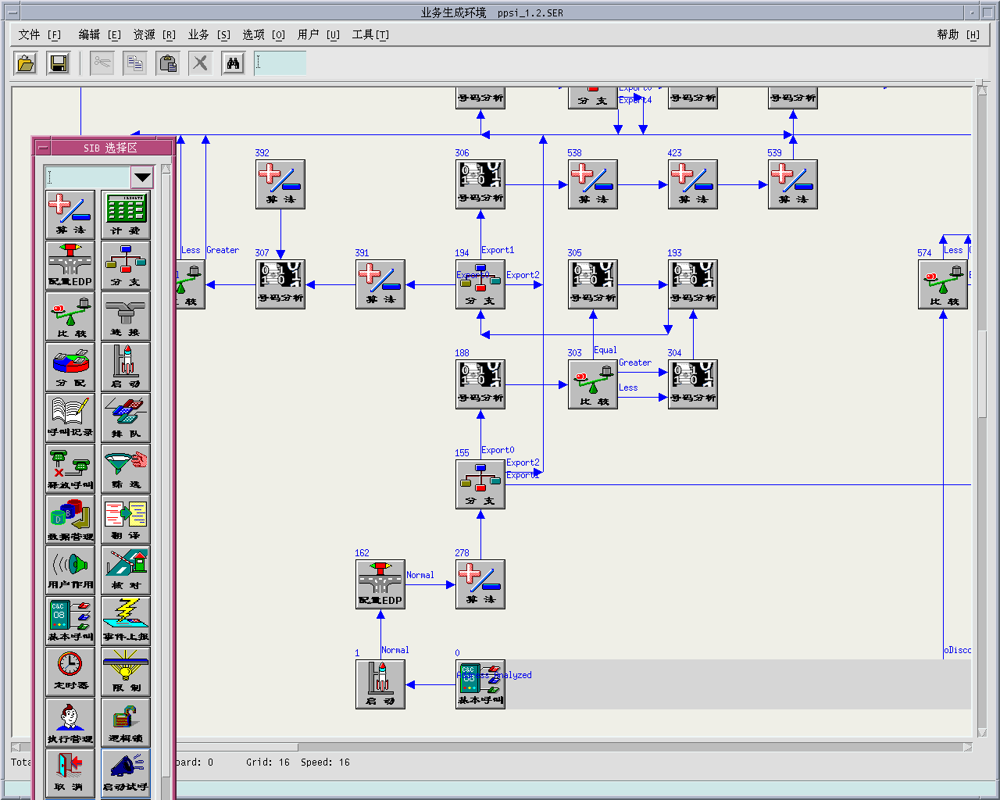 业务生成环境 ppsi_1.2.SER
文件 [F] 编辑 [E] 资源 [R] 业务 [S] 选项 [O] 用户 [U] 工具[T] 帮助 [H]
号码分析 分支 Export4 号码分析 号码分析
SIB 选择区
392 306 538 423 539
算法 号码分析 算法 算法 算法
算法 计费
Less Greater Export1 Less
307 391 194 305 193 574
Export0 Export2
较 号码分析 算法 分支 号码分析 号码分析 比较
配置EDP 分支
比较 连接
188 303 Equal 304
Greater
Less
号码分析 比较 号码分析
分配 启动
呼叫记录 排队
155 Export0
Export2
Export1
分支
释放呼叫 筛选
数据管理 翻译
162 278
Normal
配置EDP 算法
用户作用 核对
基本呼叫 事件上报
1 Normal 0 oDisco
Address_Analyzed
启动 基本呼叫
定时器 限制
执行管理 逻辑锁
Tota oard: 0 Grid: 16 Speed: 16
取消 启动试呼